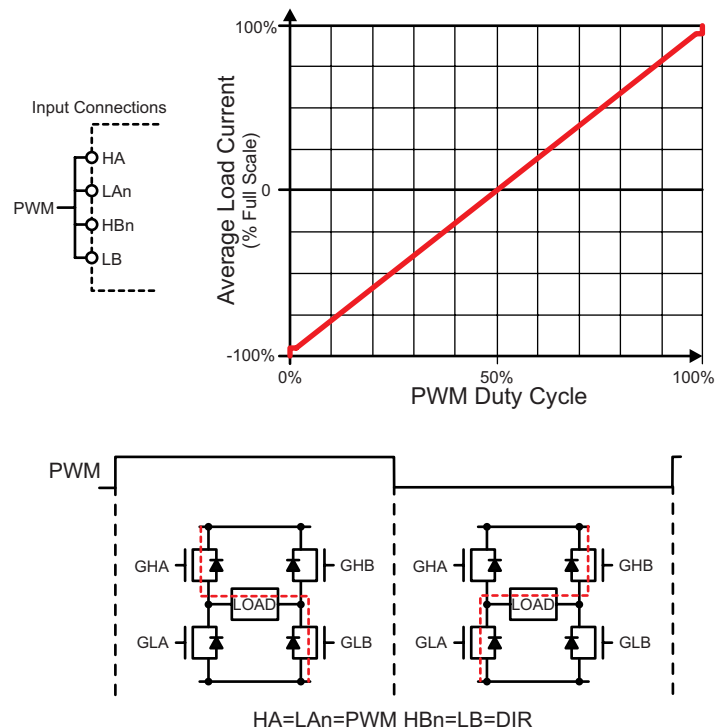 100%
Average Load Current
(% Full Scale)
0
-100%
0%
50%
100%
PWM Duty Cycle
Input Connections
PWM
HA
LAn
HBn
LB
PWM
GHA
GHB
LOAD
GLA
GLB
GHA
GHB
LOAD
GLA
GLB
HA=LAn=PWM HBn=LB=DIR